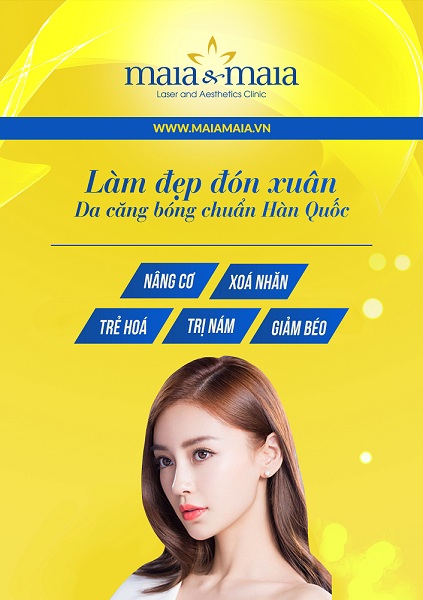 maia & maia
Laser and Aesthetics Clinic
WWW.MAIAMAIA.VN
Làm đẹp đón xuân
Da căng bóng chuẩn Hàn Quốc
NÂNG CƠ XOÁ NHĂN
TRẺ HOÁ TRỊ NÁM GIẢM BÉO